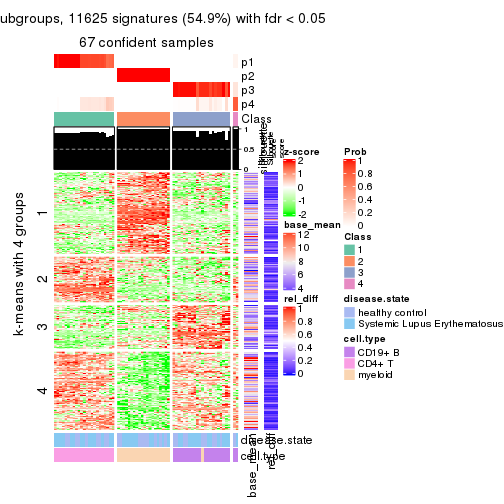 ubgroups, 11625 signatures (54.9%) with fdr < 0.05
67 confident samples
p1
p2
p3
p4
Class
1
0.5
0
silhouette
score
k-means with 4 groups
1
2
3
4
base_mean
rel_diff
disease.state
cell.type
z-score
2
1
0
-1
-2
base_mean
12
10
8
6
4
rel_diff
1
0.8
0.6
0.4
0.2
0
Prob
1
0.8
0.6
0.4
0.2
0
Class
1
2
3
4
disease.state
healthy control
Systemic Lupus Erythematosus
cell.type
CD19+ B
CD4+ T
myeloid